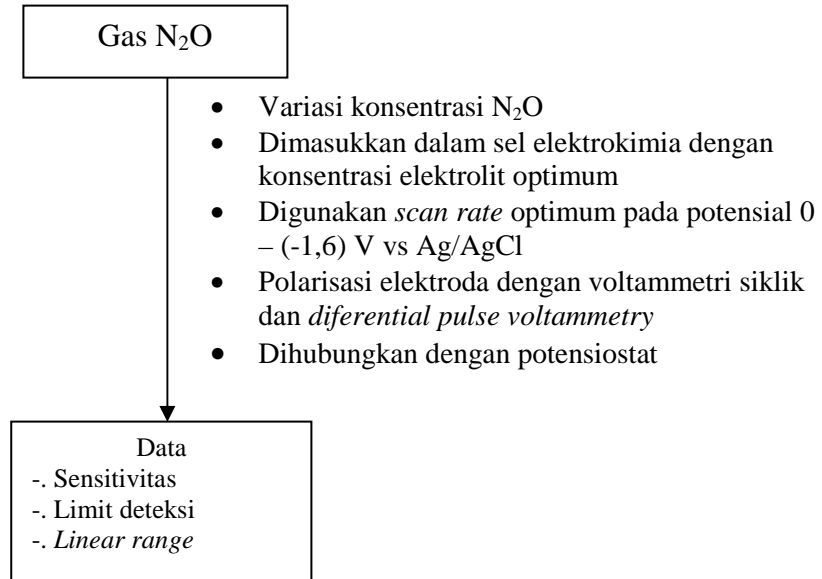 Gas N₂O
• Variasi konsentrasi N₂O
• Dimasukkan dalam sel elektrokimia dengan
konsentrasi elektrolit optimum
• Digunakan scan rate optimum pada potensial 0
– (-1,6) V vs Ag/AgCl
• Polarisasi elektroda dengan voltammetri siklik
dan diferential pulse voltammetry
• Dihubungkan dengan potensiostat
Data
-. Sensitivitas
-. Limit deteksi
-. Linear range